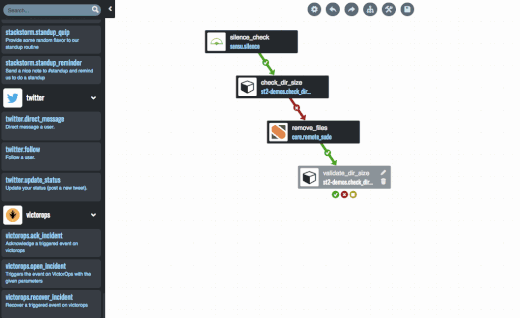 Search...
stackstorm.standup_quip
Provide some random flavor to our
standup routine
stackstorm.standup_reminder
Send a nice note to #standup and remind
us to do a standup
twitter
twitter.direct_message
Direct message a user.
twitter.follow
Follow a user.
twitter.update_status
Update your status (post a new tweet).
victorops
victorops.ack_incident
Acknowledge a triggered event on
victorops
victorops.open_incident
Triggers the event on VictorOps with the
given parameters
victorops.recover_incident
Recover a triggered event on victorops
silence_check
sensu.silence
check_dir_size
st2-demos.check_dir...
remove_files
core.remote_sudo
validate_dir_size
st2-demos.check_dir...